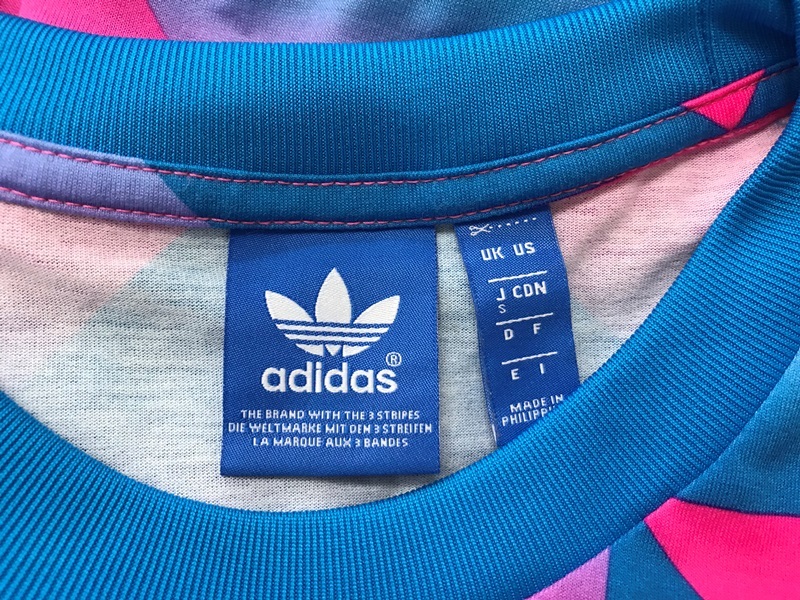 adidas®
THE BRAND WITH THE 3 STRIPES
DIE WELTMARKE MIT DEN 3 STREIFEN
LA MARQUE AUX 3 BANDES
UK US
J CDN
S
D F
E I
MADE IN